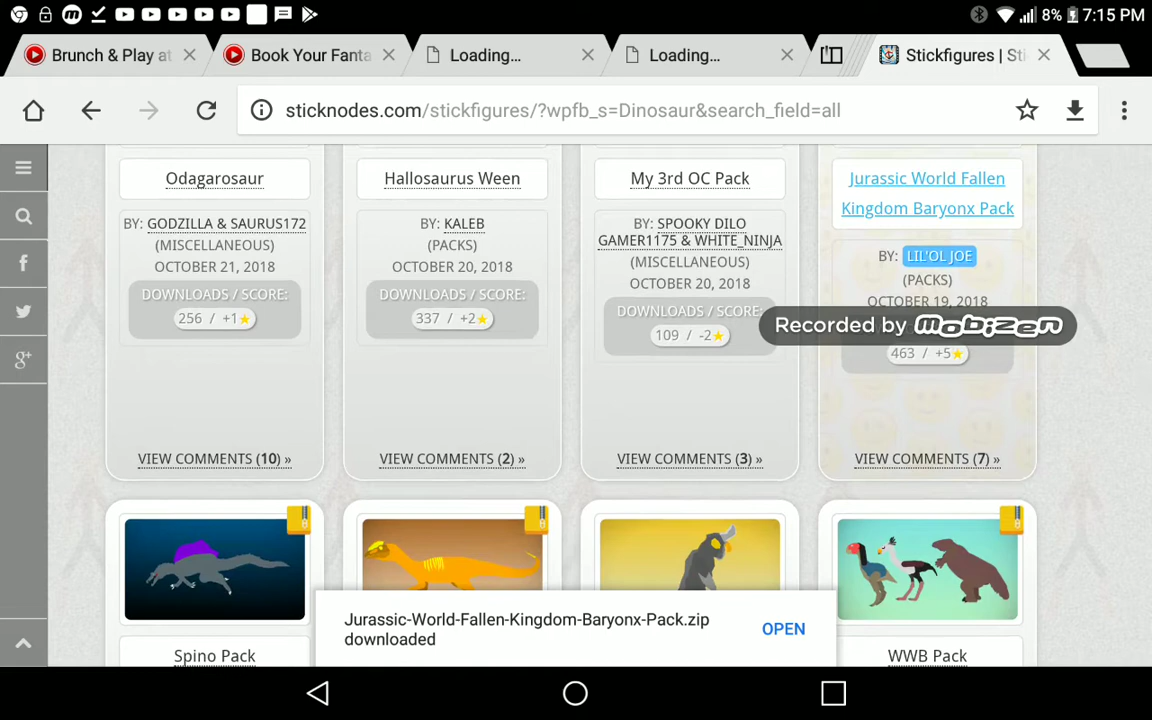 8% 7:15 PM
Brunch & Play at
Book Your Fanta
Loading...
Loading...
Stickfigures | Sti
sticknodes.com/stickfigures/?wpfb_s=Dinosaur&search_field=all
Odagarosaur
BY: GODZILLA & SAURUS172
(MISCELLANEOUS)
OCTOBER 21, 2018
DOWNLOADS / SCORE:
256 / +1
VIEW COMMENTS (10) »
Hallosaurus Ween
BY: KALEB
(PACKS)
OCTOBER 20, 2018
DOWNLOADS / SCORE:
337 / +2
VIEW COMMENTS (2) »
My 3rd OC Pack
BY: SPOOKY DILO
GAMER1175 & WHITE_NINJA
(MISCELLANEOUS)
OCTOBER 20, 2018
DOWNLOADS / SCORE:
109 / -2
VIEW COMMENTS (3) »
Jurassic World Fallen
Kingdom Baryonx Pack
BY: LIL'OL JOE
(PACKS)
OCTOBER 19, 2018
Recorded by mobizen
463 / +5
VIEW COMMENTS (7) »
Jurassic-World-Fallen-Kingdom-Baryonx-Pack.zip
downloaded
OPEN
Spino Pack
WWB Pack